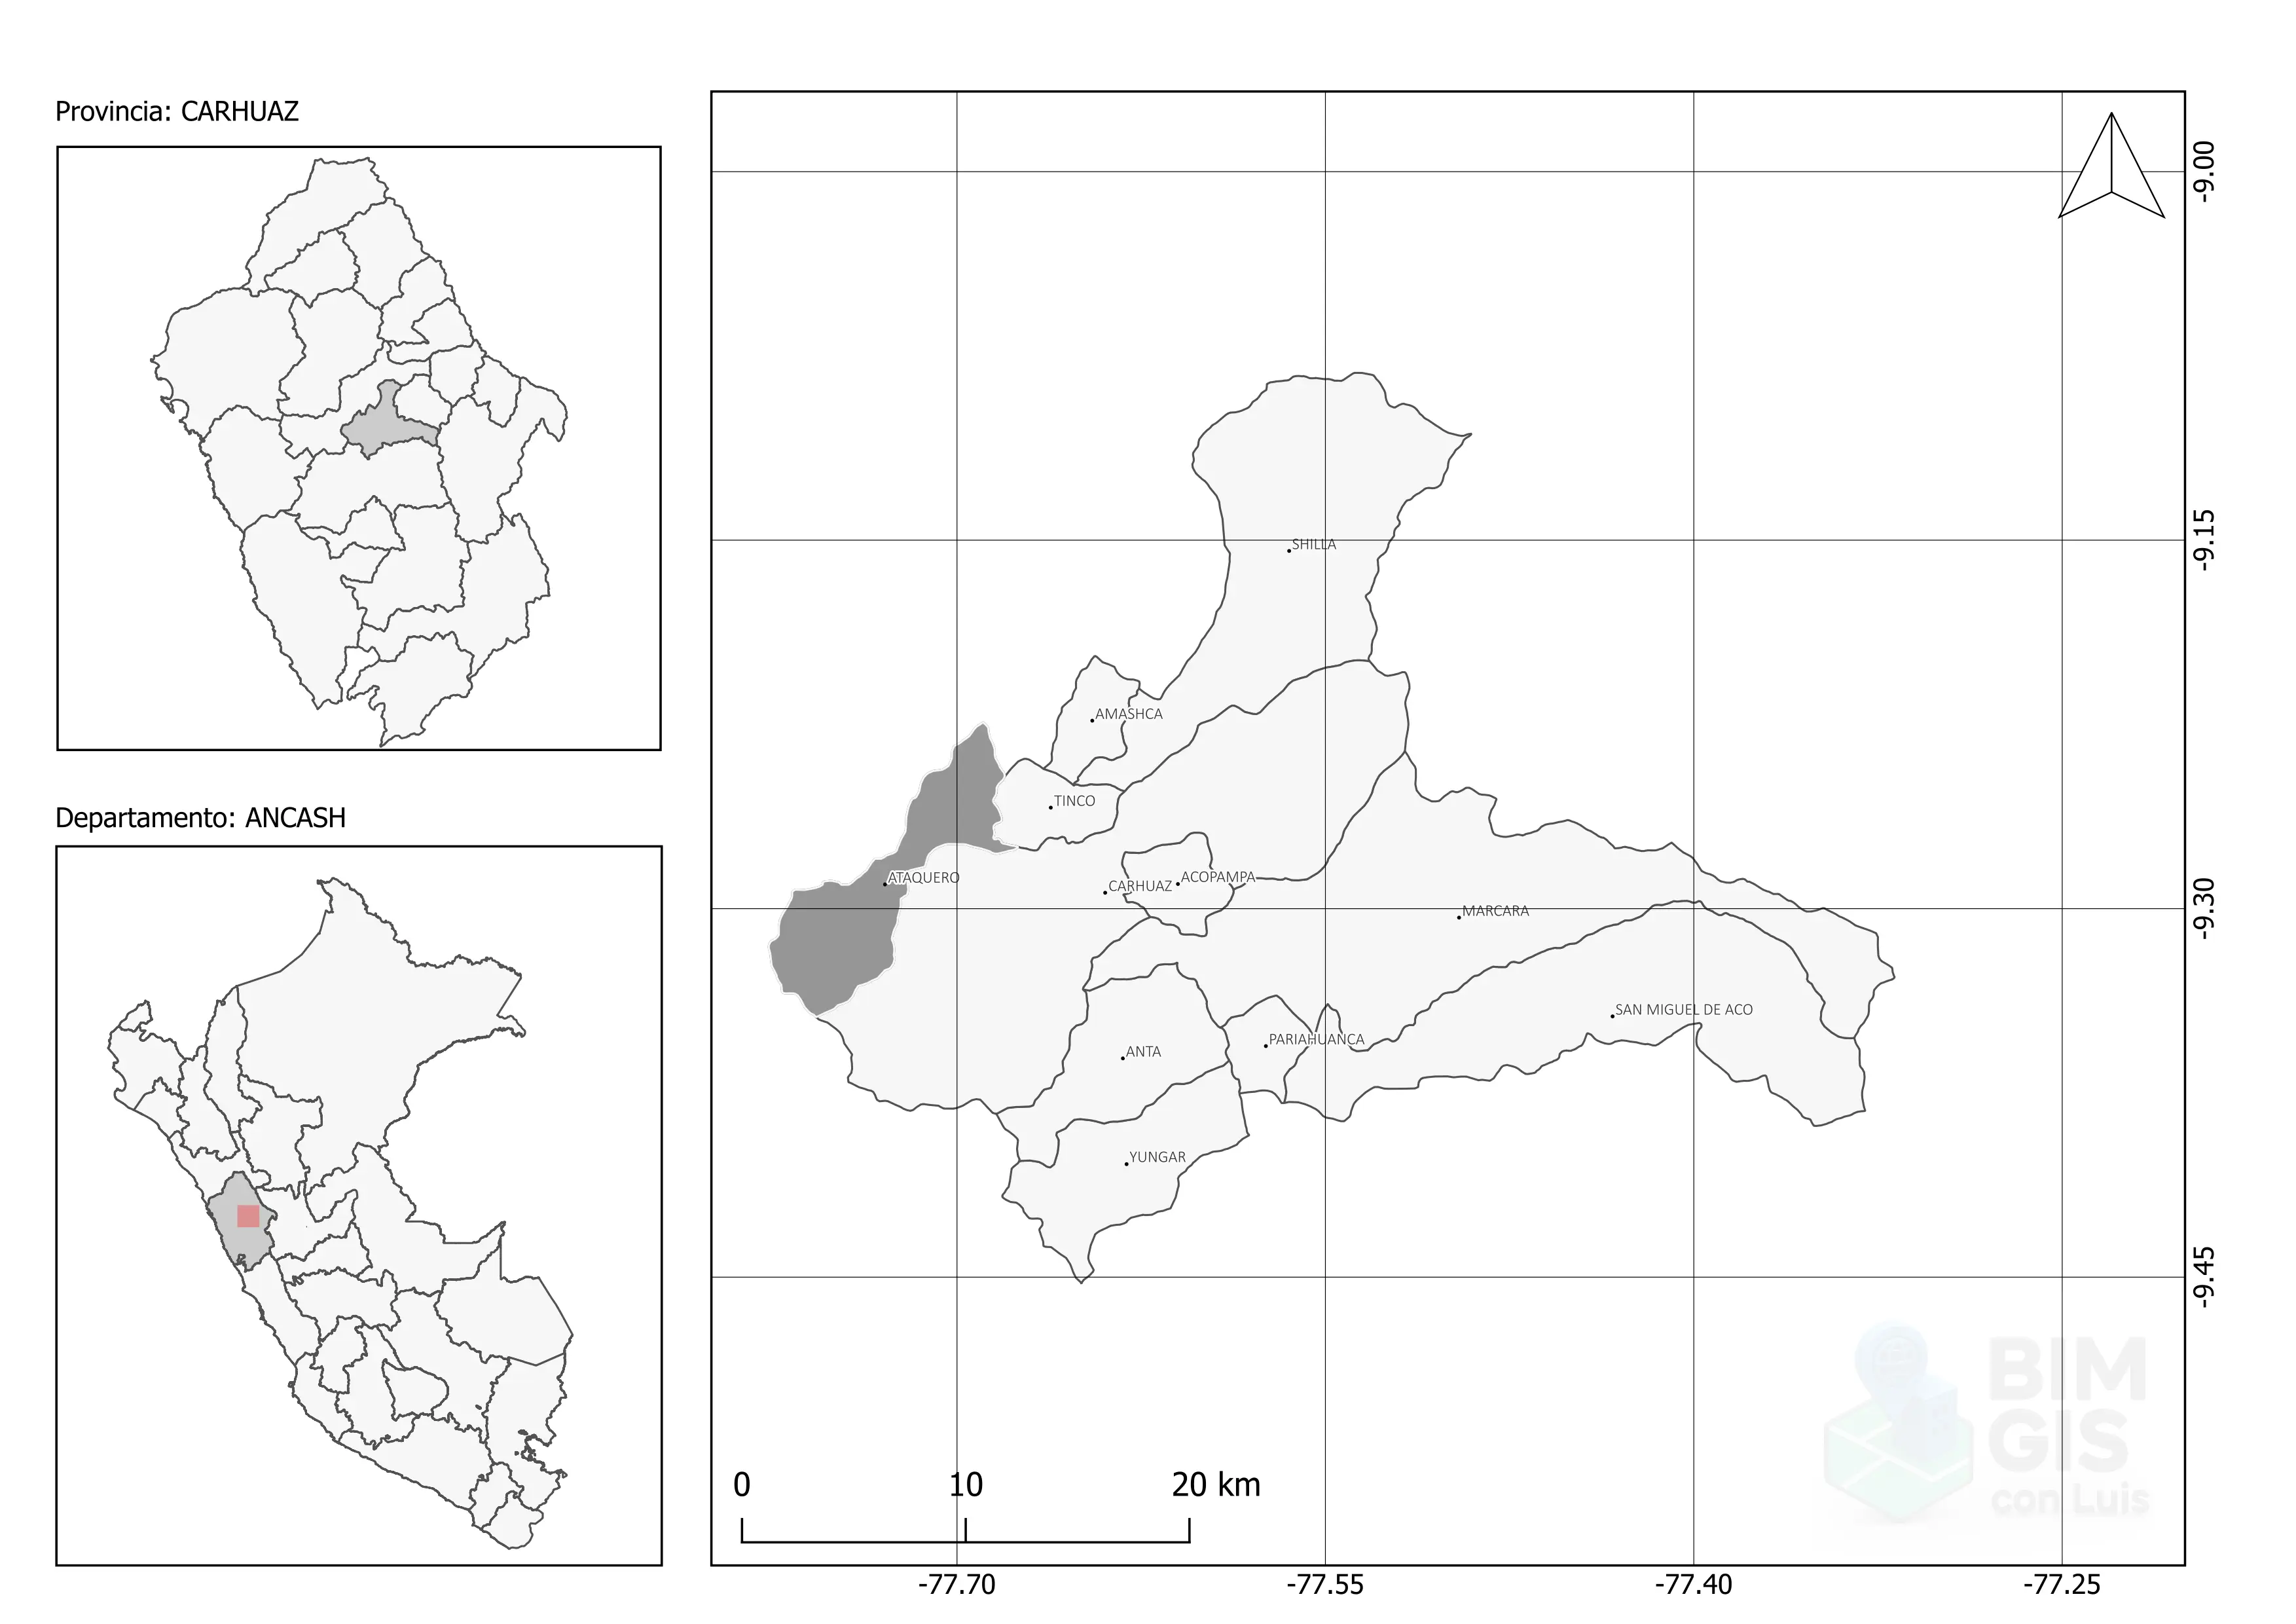 Provincia: CARHUAZ
Departamento: ANCASH
SHILLA
AMASHCA
TINCO
ATAQUERO
CARHUAZ
ACOPAMPA
MARCARA
SAN MIGUEL DE ACO
PARIAHUANCA
ANTA
YUNGAR
-9.00
-9.15
-9.30
-9.45
0 10 20 km
-77.70 -77.55 -77.40 -77.25
BIM
GIS
con Luis